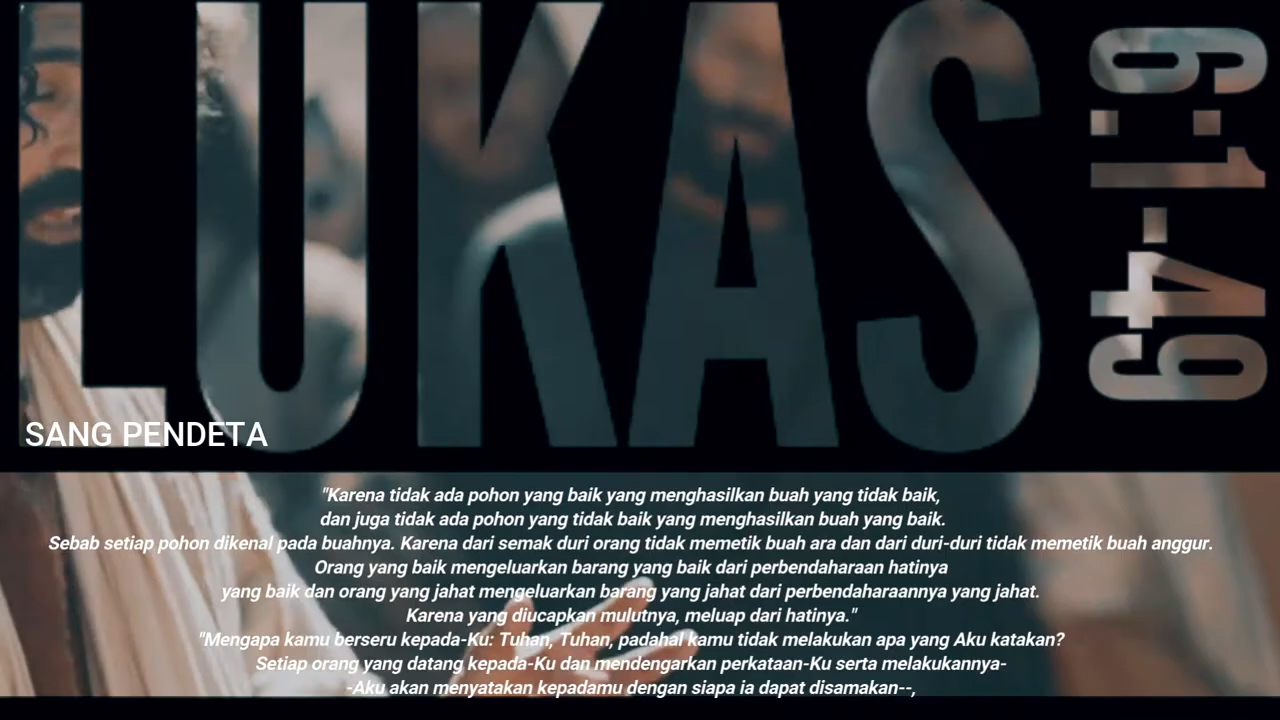 LUKAS
6:1-49
SANG PENDETA
"Karena tidak ada pohon yang baik yang menghasilkan buah yang tidak baik,
dan juga tidak ada pohon yang tidak baik yang menghasilkan buah yang baik.
Sebab setiap pohon dikenal pada buahnya. Karena dari semak duri orang tidak memetik buah ara dan dari duri-duri tidak memetik buah anggur.
Orang yang baik mengeluarkan barang yang baik dari perbendaharaan hatinya
yang baik dan orang yang jahat mengeluarkan barang yang jahat dari perbendaharaannya yang jahat.
Karena yang diucapkan mulutnya, meluap dari hatinya."
"Mengapa kamu berseru kepada-Ku: Tuhan, Tuhan, padahal kamu tidak melakukan apa yang Aku katakan?
Setiap orang yang datang kepada-Ku dan mendengarkan perkataan-Ku serta melakukannya-
-Aku akan menyatakan kepadamu dengan siapa ia dapat disamakan--,